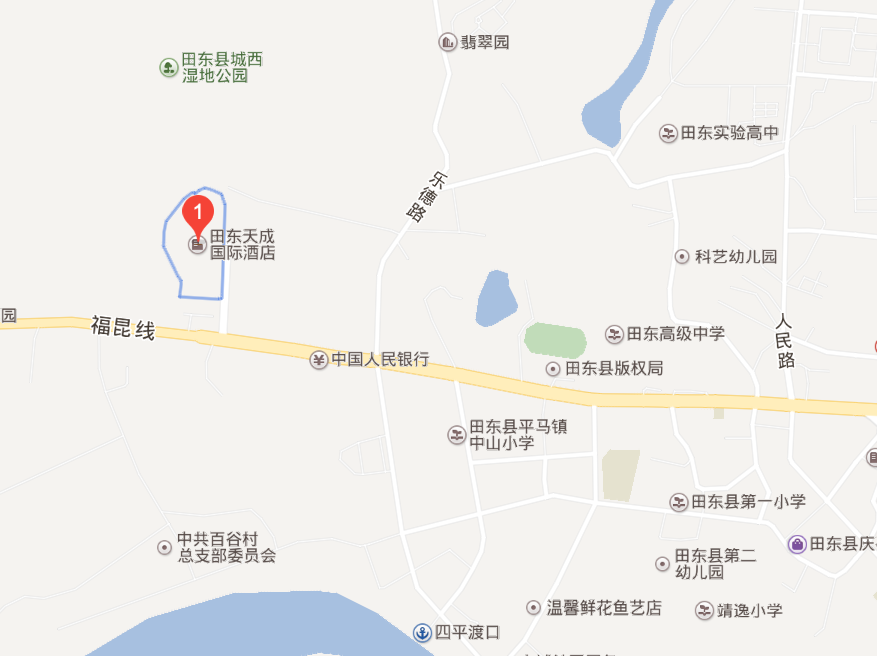 翡翠园
田东县城西
湿地公园
田东实验高中
乐德路
1
田东天成
国际酒店
科艺幼儿园
园
福昆线
人民路
田东高级中学
中国人民银行
田东县版权局
田东县平马镇
中山小学
田东县第一小学
中共百谷村
总支部委员会
田东县庆
田东县第二
幼儿园
温馨鲜花鱼艺店
靖逸小学
四平渡口